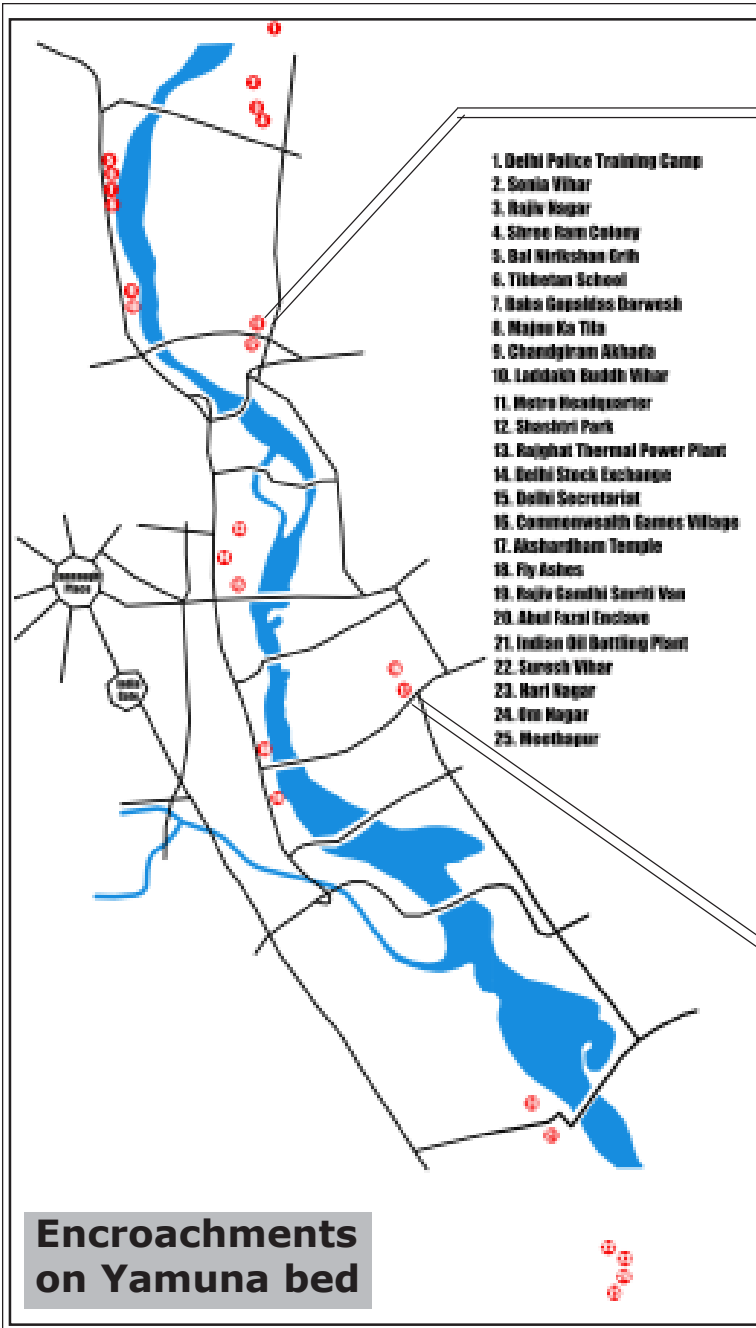 1. Delhi Police Training Camp
2. Sonia Vihar
3. Rajiv Nagar
4. Shree Ram Colony
5. Bal Nirikshan Grih
6. Tibbetan School
7. Baba Gapaidas Darwesh
8. Majnu Ka Tila
9. Chandgiram Akhada
10. Laddakh Buddh Vihar
11. Metro Headquarter
12. Shashtri Park
13. Rajghat Thermal Power Plant
14. Delhi Stock Exchange
15. Delhi Secretariat
16. Commonwealth Games Village
17. Akshardham Temple
18. Fly Ashes
19. Rajiv Gandhi Smriti Van
20. Abul Fazal Enclave
21. Indian Oil Bottling Plant
22. Suresh Vihar
23. Hari Nagar
24. Om Nagar
25. Meethapur
Place
India
Gate
Encroachments
on Yamuna bed